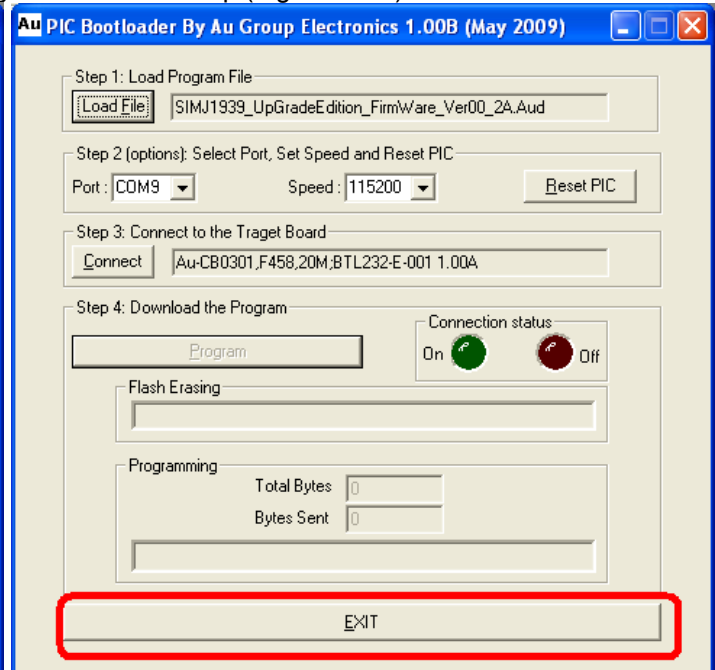 Au PIC Bootloader By Au Group Electronics 1.00B (May 2009)
Step 1: Load Program File
Load File SIMJ1939_UpGradeEdition_FirmWare_Ver00_2A.Aud
Step 2 (options): Select Port, Set Speed and Reset PIC
Port : COM9 Speed : 115200 Reset PIC
Step 3: Connect to the Traget Board
Connect Au-CB0301,F458,20M;BTL232-E-001 1.00A
Step 4: Download the Program
Connection status
Program On Off
Flash Erasing
Programming
Total Bytes 0
Bytes Sent 0
EXIT